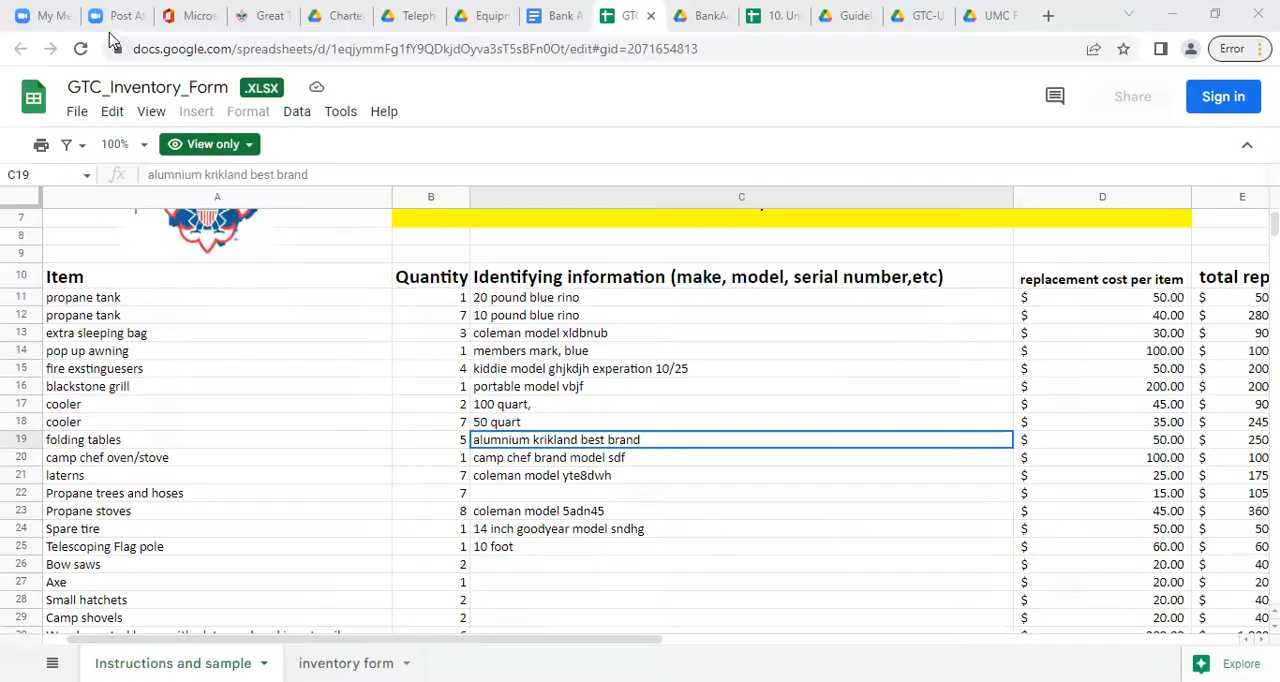 My Me Post At Micros Great T Charte Teleph Equipn Bank A GTC BankAc 10. Un Guidel GTC-U UMC F
docs.google.com/spreadsheets/d/1eqjymmFg1fY9QDkjdOyva3sT5sBFn0Ot/edit#gid=2071654813 Error
GTC_Inventory_Form .XLSX
File Edit View Insert Format Data Tools Help Share Sign in
100% View only
C19 fx alumnium krikland best brand
A B C D E
7
8
9
10 Item Quantity Identifying information (make, model, serial number,etc) replacement cost per item total rep
11 propane tank 1 20 pound blue rino $ 50.00 $ 50
12 propane tank 7 10 pound blue rino $ 40.00 $ 280
13 extra sleeping bag 3 coleman model xldbnub $ 30.00 $ 90
14 pop up awning 1 members mark, blue $ 100.00 $ 100
15 fire exstinguesers 4 kiddie model ghjkdjh experation 10/25 $ 50.00 $ 200
16 blackstone grill 1 portable model vbjf $ 200.00 $ 200
17 cooler 2 100 quart, $ 45.00 $ 90
18 cooler 7 50 quart $ 35.00 $ 245
19 folding tables 5 alumnium krikland best brand $ 50.00 $ 250
20 camp chef oven/stove 1 camp chef brand model sdf $ 100.00 $ 100
21 laterns 7 coleman model yte8dwh $ 25.00 $ 175
22 Propane trees and hoses 7 $ 15.00 $ 105
23 Propane stoves 8 coleman model 5adn45 $ 45.00 $ 360
24 Spare tire 1 14 inch goodyear model sndhg $ 50.00 $ 50
25 Telescoping Flag pole 1 10 foot $ 60.00 $ 60
26 Bow saws 2 $ 20.00 $ 40
27 Axe 1 $ 20.00 $ 20
28 Small hatchets 2 $ 20.00 $ 40
29 Camp shovels 2 $ 20.00 $ 40
Instructions and sample inventory form Explore